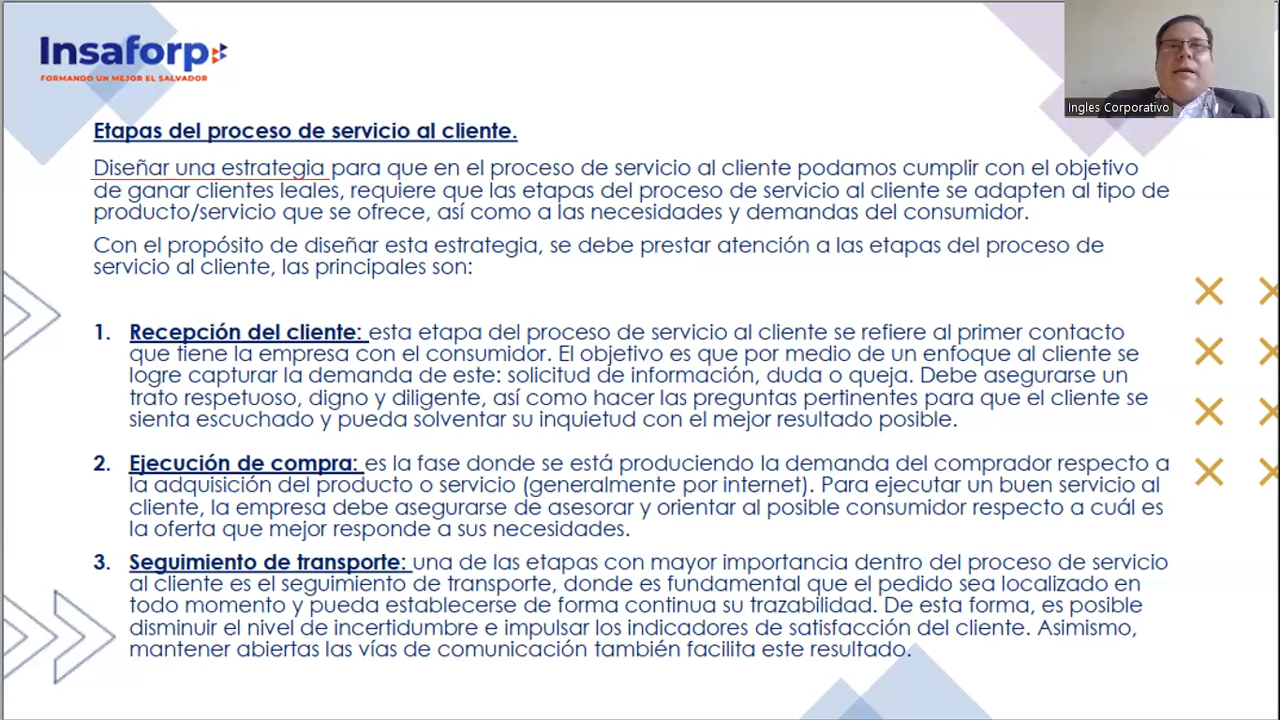 Insaforp
FORMANDO UN MEJOR EL SALVADOR
Ingles Corporativo
Etapas del proceso de servicio al cliente.
Diseñar una estrategia para que en el proceso de servicio al cliente podamos cumplir con el objetivo
de ganar clientes leales, requiere que las etapas del proceso de servicio al cliente se adapten al tipo de
producto/servicio que se ofrece, así como a las necesidades y demandas del consumidor.
Con el propósito de diseñar esta estrategia, se debe prestar atención a las etapas del proceso de
servicio al cliente, las principales son:
1. Recepción del cliente: esta etapa del proceso de servicio al cliente se refiere al primer contacto
que tiene la empresa con el consumidor. El objetivo es que por medio de un enfoque al cliente se
logre capturar la demanda de este: solicitud de información, duda o queja. Debe asegurarse un
trato respetuoso, digno y diligente, así como hacer las preguntas pertinentes para que el cliente se
sienta escuchado y pueda solventar su inquietud con el mejor resultado posible.
2. Ejecución de compra: es la fase donde se está produciendo la demanda del comprador respecto a
la adquisición del producto o servicio (generalmente por internet). Para ejecutar un buen servicio al
cliente, la empresa debe asegurarse de asesorar y orientar al posible consumidor respecto a cuál es
la oferta que mejor responde a sus necesidades.
3. Seguimiento de transporte: una de las etapas con mayor importancia dentro del proceso de servicio
al cliente es el seguimiento de transporte, donde es fundamental que el pedido sea localizado en
todo momento y pueda establecerse de forma continua su trazabilidad. De esta forma, es posible
disminuir el nivel de incertidumbre e impulsar los indicadores de satisfacción del cliente. Asimismo,
mantener abiertas las vías de comunicación también facilita este resultado.